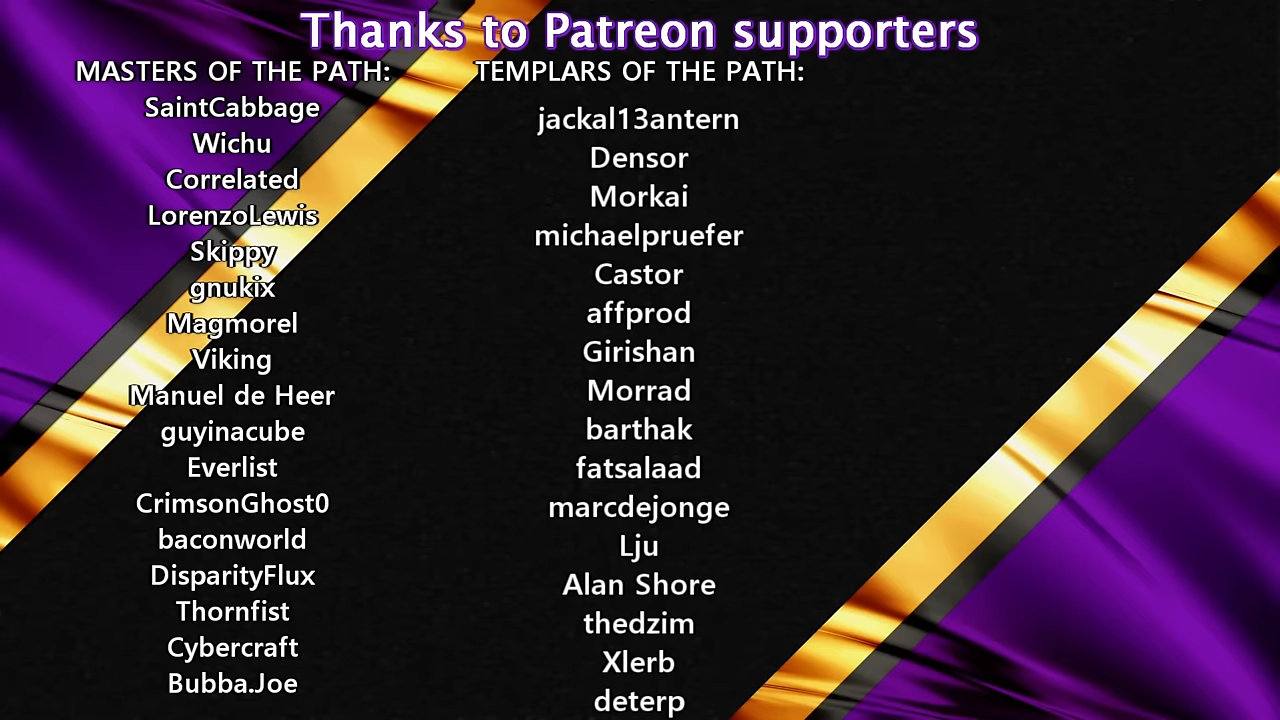 Thanks to Patreon supporters
MASTERS OF THE PATH:
SaintCabbage
Wichu
Correlated
LorenzoLewis
Skippy
gnukix
Magmorel
Viking
Manuel de Heer
guyinacube
Everlist
CrimsonGhost0
baconworld
DisparityFlux
Thornfist
Cybercraft
Bubba.Joe
TEMPLARS OF THE PATH:
jackal13antern
Densor
Morkai
michaelpruefer
Castor
affprod
Girishan
Morrad
barthak
fatsalaad
marcdejonge
Lju
Alan Shore
thedzim
Xlerb
deterp